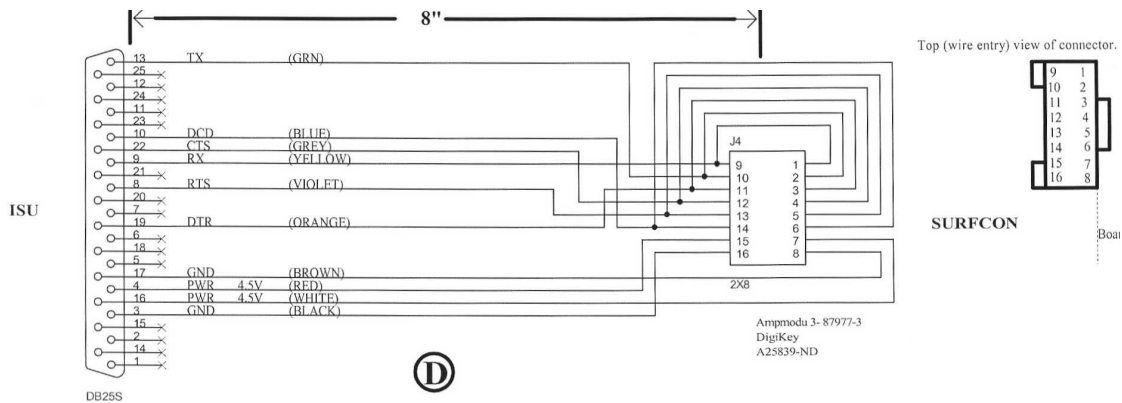 8"
Top (wire entry) view of connector.
13 TX (GRN)
25
12
24
11
23
10 DCD (BLUE)
22 CTS (GREY)
9 RX (YELLOW)
21
8 RTS (VIOLET)
20
7
19 DTR (ORANGE)
6
18
5
17 GND (BROWN)
4 PWR 4.5V (RED)
16 PWR 4.5V (WHITE)
3 GND (BLACK)
15
2
14
1
DB25S
ISU
J4
9 1
10 2
11 3
12 4
13 5
14 6
15 7
16 8
2X8
Ampmodu 3- 87977-3
DigiKey
A25839-ND
D
9 1
10 2
11 3
12 4
13 5
14 6
15 7
16 8
SURFCON